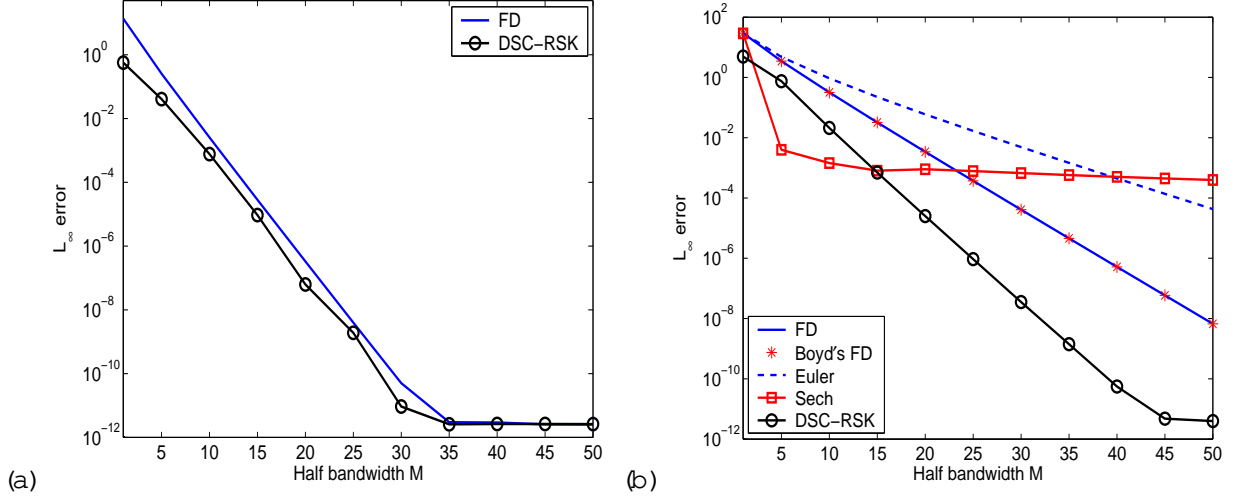 FD
DSC-RSK
10^0
10^-2
10^-4
10^-6
10^-8
10^-10
10^-12
L∞ error
5 10 15 20 25 30 35 40 45 50
Half bandwidth M
(a)
10^2
10^0
10^-2
10^-4
10^-6
10^-8
10^-10
10^-12
L∞ error
FD
Boyd's FD
Euler
Sech
DSC-RSK
5 10 15 20 25 30 35 40 45 50
Half bandwidth M
(b)